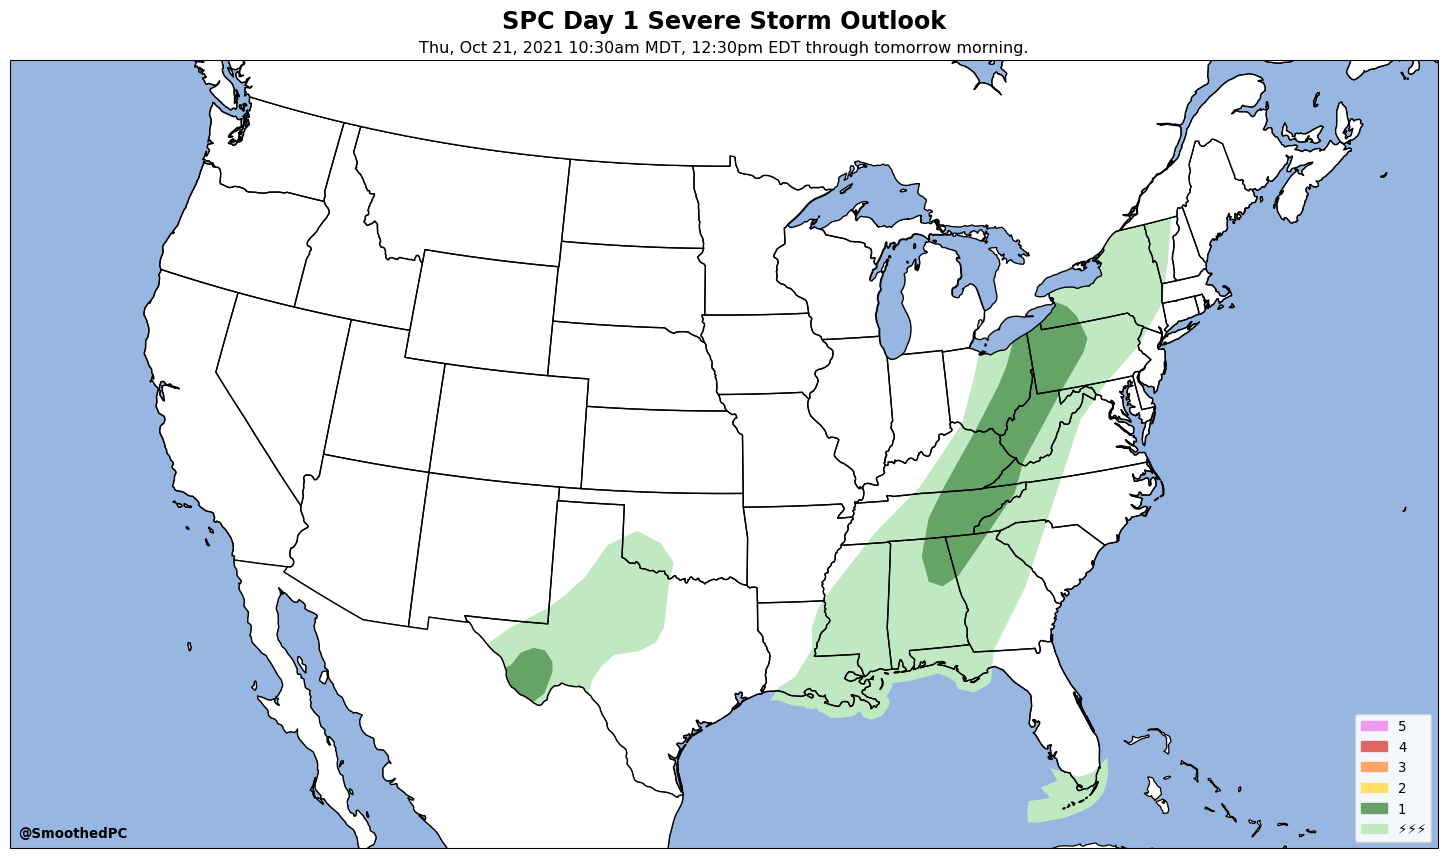 SPC Day 1 Severe Storm Outlook
Thu, Oct 21, 2021 10:30am MDT, 12:30pm EDT through tomorrow morning.
5
4
3
2
1
⚡⚡⚡
@SmoothedPC